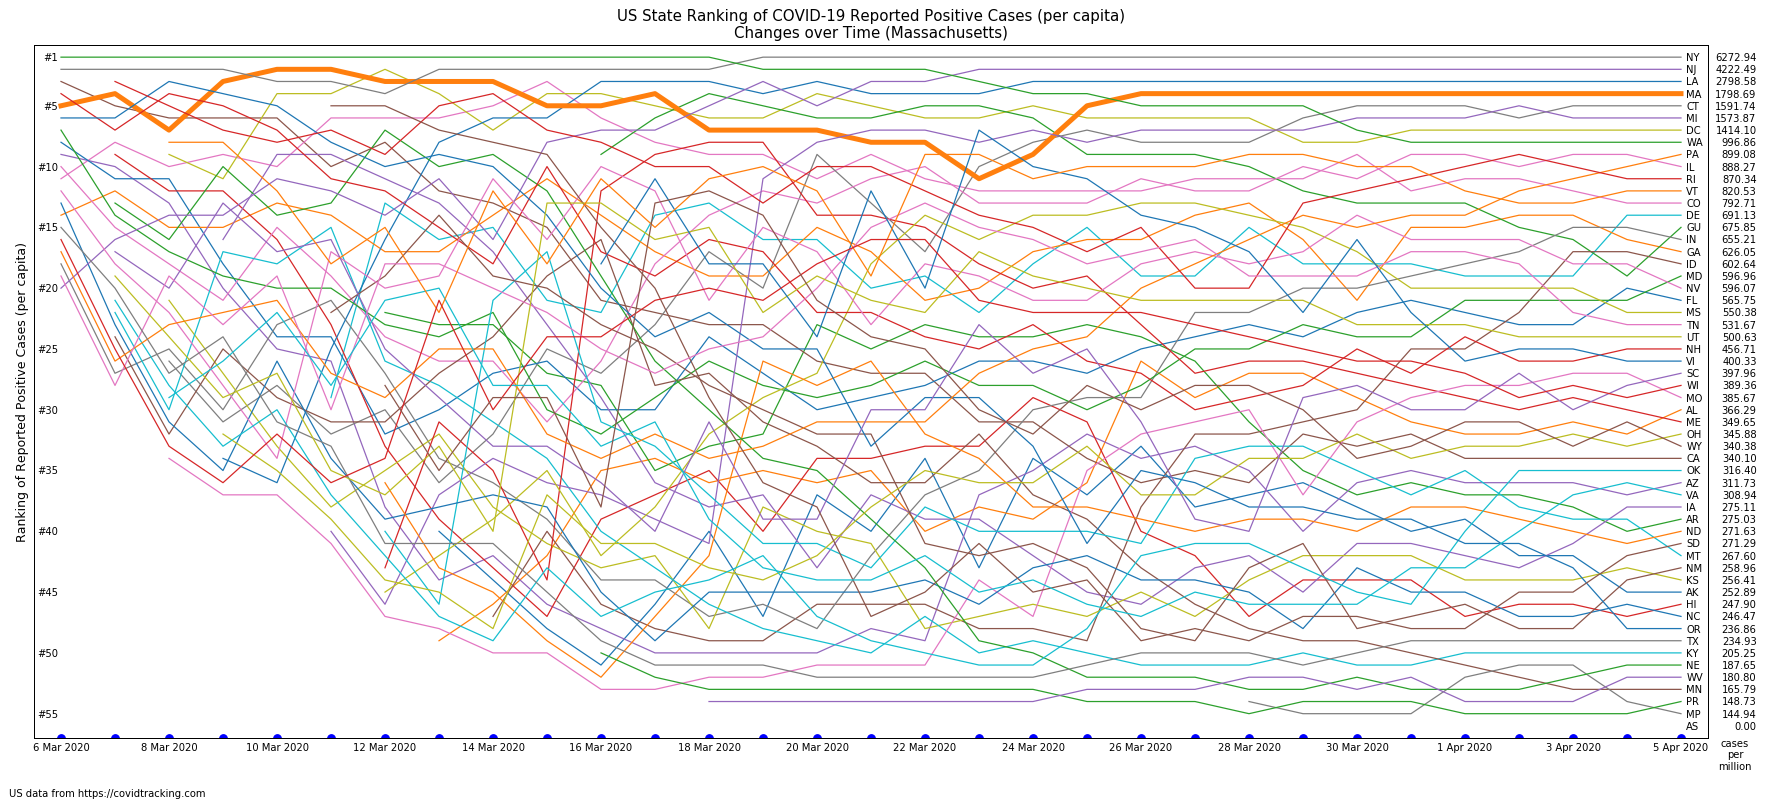 US State Ranking of COVID-19 Reported Positive Cases (per capita)
Changes over Time (Massachusetts)
Ranking of Reported Positive Cases (per capita)
#1
#5
#10
#15
#20
#25
#30
#35
#40
#45
#50
#55
NY 6272.94
NJ 4222.49
LA 2798.58
MA 1798.69
CT 1591.74
MI 1573.87
DC 1414.10
WA 996.86
PA 899.08
IL 888.27
RI 870.34
VT 820.53
CO 792.71
DE 691.13
GU 675.85
IN 655.21
GA 626.05
ID 602.64
MD 596.96
NV 596.07
FL 565.75
MS 550.38
TN 531.67
UT 500.63
NH 456.71
VI 400.33
SC 397.96
WI 389.36
MO 385.67
AL 366.29
ME 349.65
OH 345.88
WY 340.38
CA 340.10
OK 316.40
AZ 311.73
VA 308.94
IA 275.11
AR 275.03
ND 271.63
SD 271.29
MT 267.60
NM 258.96
KS 256.41
AK 252.89
HI 247.90
NC 246.47
OR 236.86
TX 234.93
KY 205.25
NE 187.65
WV 180.80
MN 165.79
PR 148.73
MP 144.94
AS 0.00
6 Mar 2020 8 Mar 2020 10 Mar 2020 12 Mar 2020 14 Mar 2020 16 Mar 2020 18 Mar 2020 20 Mar 2020 22 Mar 2020 24 Mar 2020 26 Mar 2020 28 Mar 2020 30 Mar 2020 1 Apr 2020 3 Apr 2020 5 Apr 2020
cases
per
million
US data from https://covidtracking.com